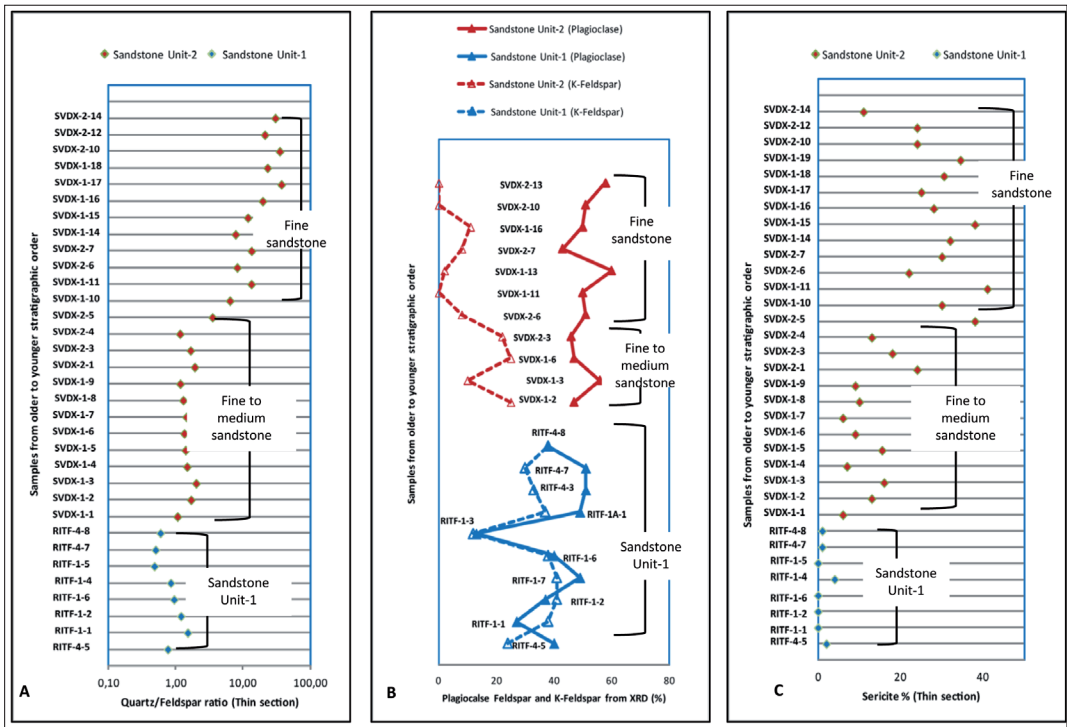 Sandstone Unit-2
Sandstone Unit-1
SVDX-2-14
SVDX-2-12
SVDX-2-10
SVDX-1-18
SVDX-1-17
SVDX-1-16
SVDX-1-15
SVDX-1-14
SVDX-2-7
SVDX-2-6
SVDX-1-11
SVDX-1-10
SVDX-2-5
SVDX-2-4
SVDX-2-3
SVDX-2-1
SVDX-1-9
SVDX-1-8
SVDX-1-7
SVDX-1-6
SVDX-1-5
SVDX-1-4
SVDX-1-3
SVDX-1-2
SVDX-1-1
RITF-4-8
RITF-4-7
RITF-1-5
RITF-1-4
RITF-1-6
RITF-1-2
RITF-1-1
RITF-4-5
Samples from older to younger stratigraphic order
Fine
sandstone
Fine to
medium
sandstone
Sandstone
Unit-1
0,10
1,00
10,00
100,00
A
Quartz/Feldspar ratio (Thin section)
Sandstone Unit-2 (Plagioclase)
Sandstone Unit-1 (Plagioclase)
Sandstone Unit-2 (K-Feldspar)
Sandstone Unit-1 (K-Feldspar)
Samples from older to younger stratigraphic order
SVDX-2-13
SVDX-2-10
SVDX-1-16
SVDX-2-7
SVDX-1-13
SVDX-1-11
SVDX-2-6
SVDX-2-3
SVDX-1-6
SVDX-1-3
SVDX-1-2
RITF-4-8
RITF-4-7
RITF-4-3
RITF-1A-1
RITF-1-3
RITF-1-6
RITF-1-7
RITF-1-2
RITF-1-1
RITF-4-5
Fine
sandstone
Fine to
medium
sandstone
Sandstone
Unit-1
0
20
40
60
80
B
Plagiocalse Feldspar and K-Feldspar from XRD (%)
Sandstone Unit-2
Sandstone Unit-1
SVDX-2-14
SVDX-2-12
SVDX-2-10
SVDX-1-19
SVDX-1-18
SVDX-1-17
SVDX-1-16
SVDX-1-15
SVDX-1-14
SVDX-2-7
SVDX-2-6
SVDX-1-11
SVDX-1-10
SVDX-2-5
SVDX-2-4
SVDX-2-3
SVDX-2-1
SVDX-1-9
SVDX-1-8
SVDX-1-7
SVDX-1-6
SVDX-1-5
SVDX-1-4
SVDX-1-3
SVDX-1-2
SVDX-1-1
RITF-4-8
RITF-4-7
RITF-1-5
RITF-1-4
RITF-1-6
RITF-1-2
RITF-1-1
RITF-4-5
Samples from older to younger stratigraphic order
Fine
sandstone
Fine to
medium
sandstone
Sandstone
Unit-1
0
20
40
C
Sericite % (Thin section)